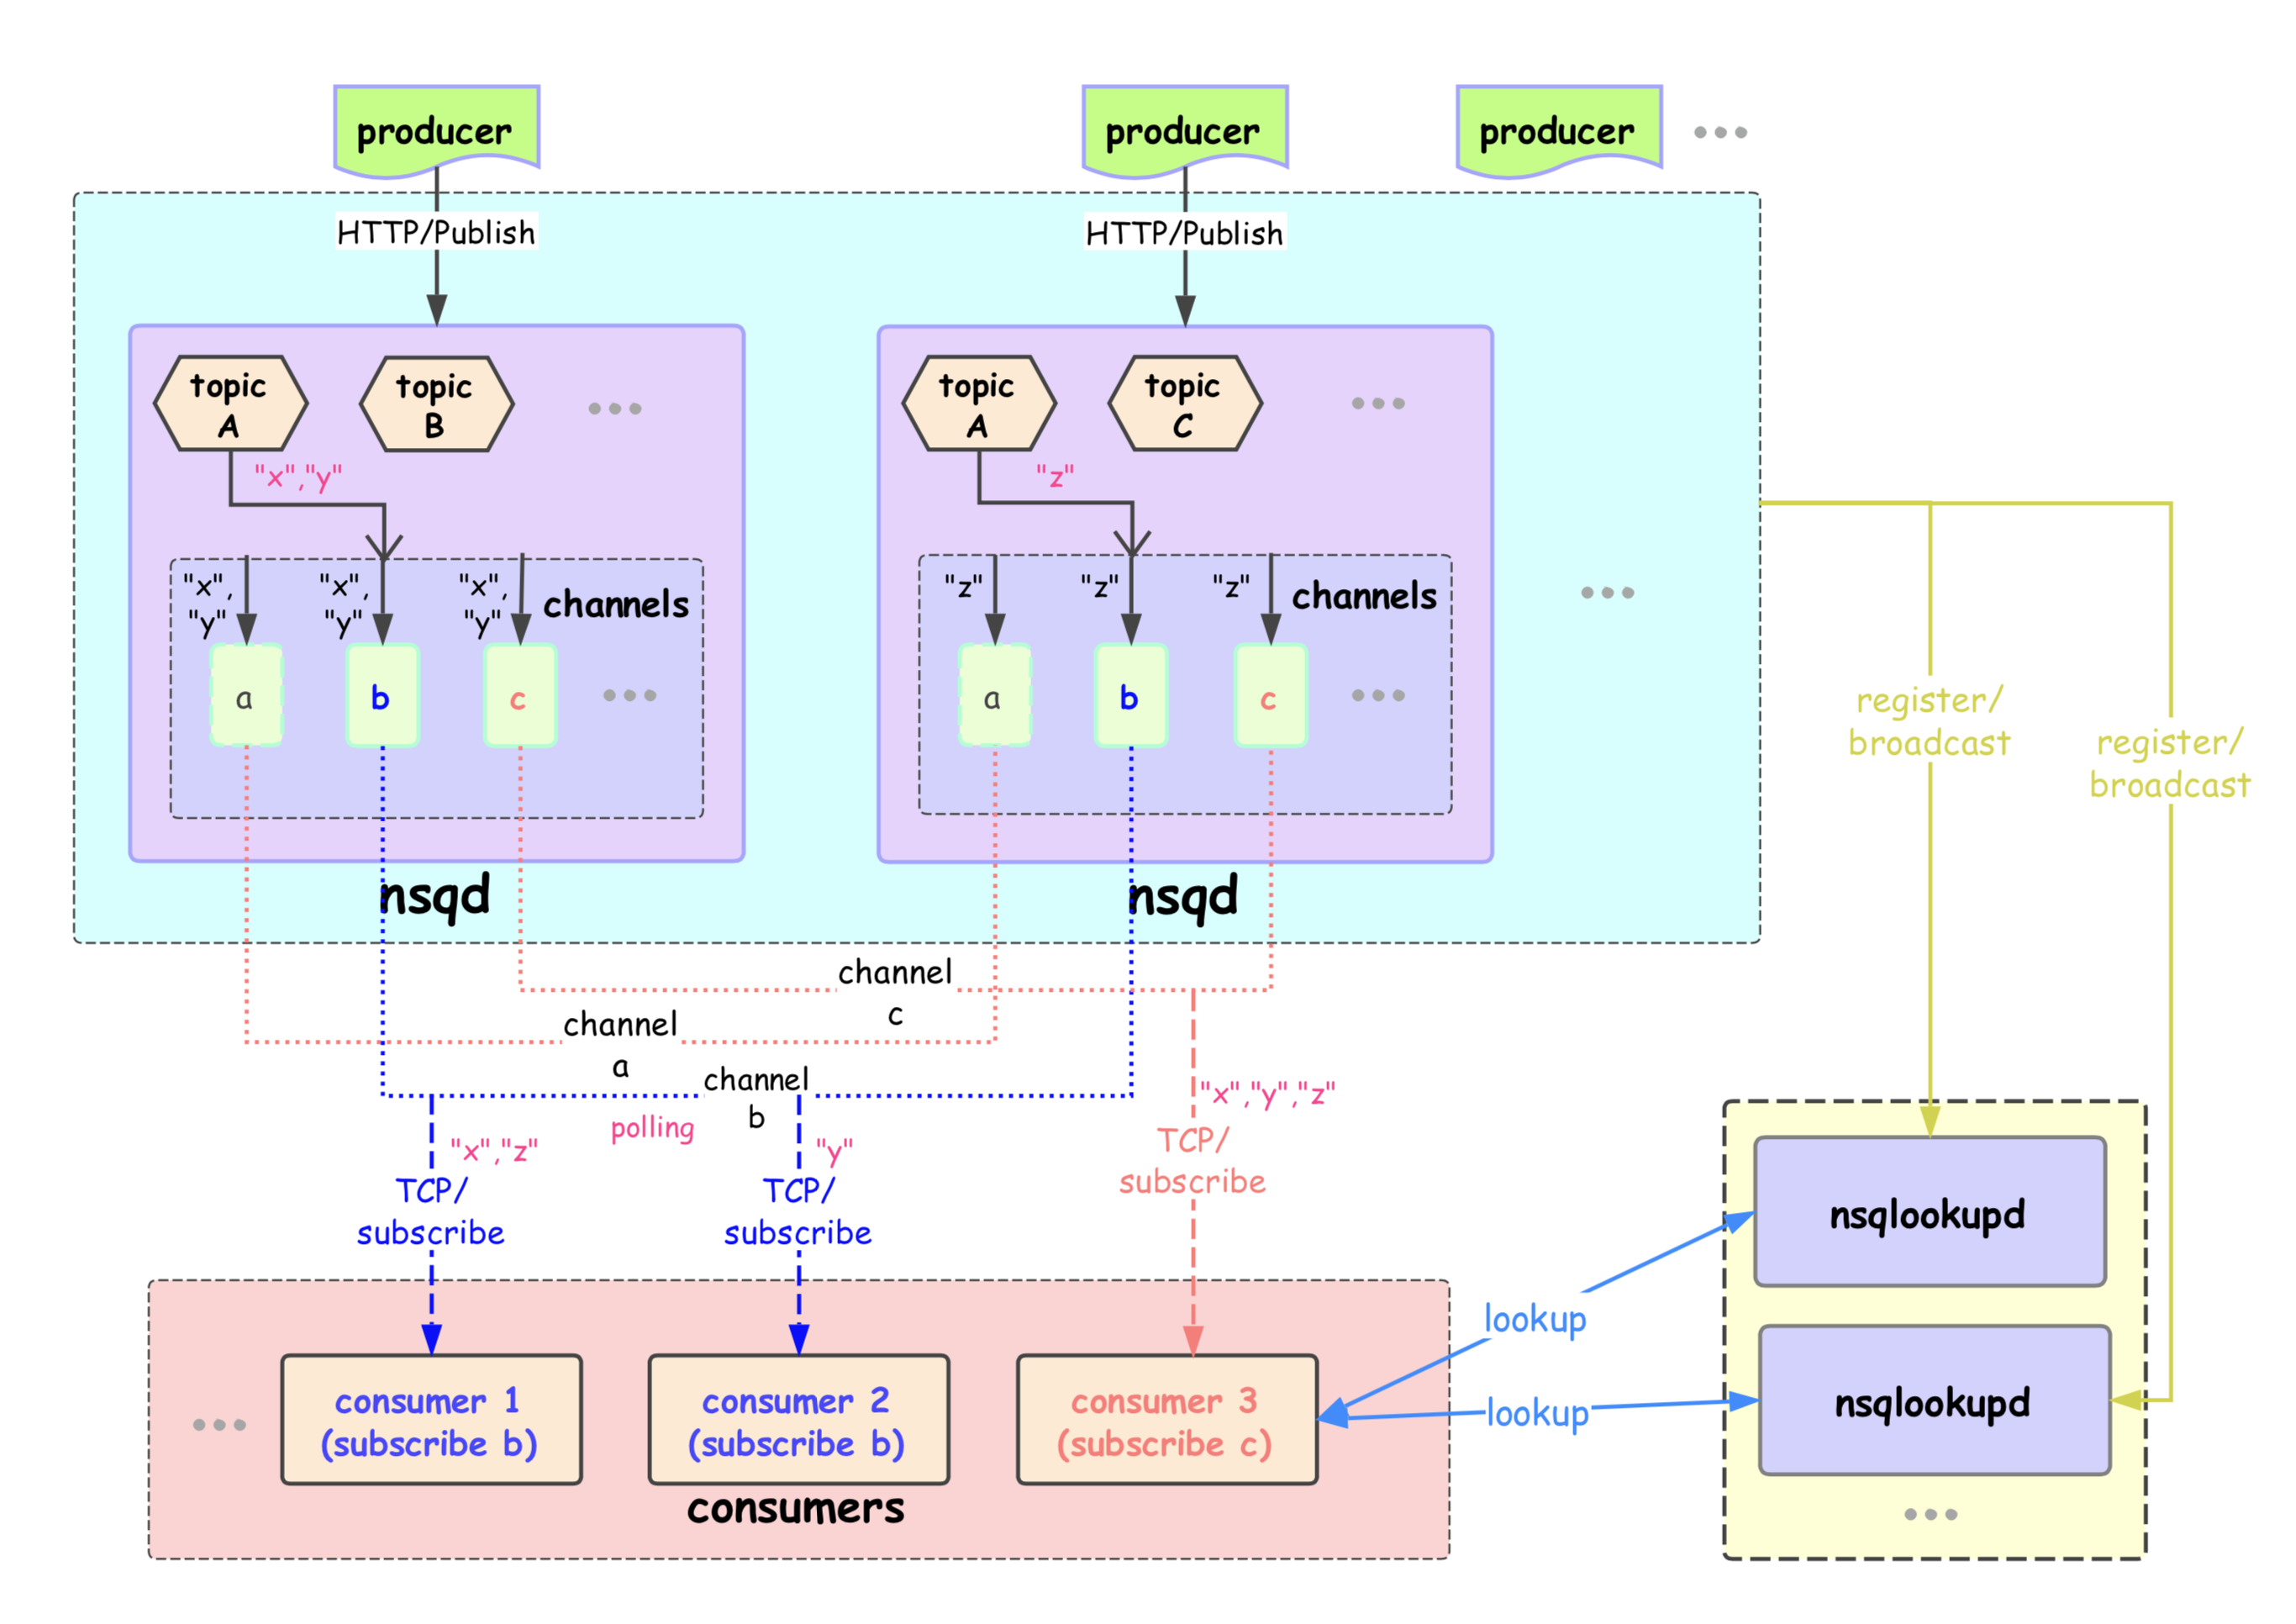 producer
producer
producer
HTTP/Publish
HTTP/Publish
topic
A
topic
B
topic
A
topic
C
"x","y"
"z"
"x",
"y"
"x",
"y"
"x",
"y"
channels
"z"
"z"
"z"
channels
a
b
c
a
b
c
register/
broadcast
register/
broadcast
nsqd
nsqd
channel
c
channel
a
channel
b
polling
"x","z"
TCP/
subscribe
"y"
TCP/
subscribe
"x","y","z"
TCP/
subscribe
nsqlookupd
lookup
lookup
nsqlookupd
consumer 1
(subscribe b)
consumer 2
(subscribe b)
consumer 3
(subscribe c)
consumers